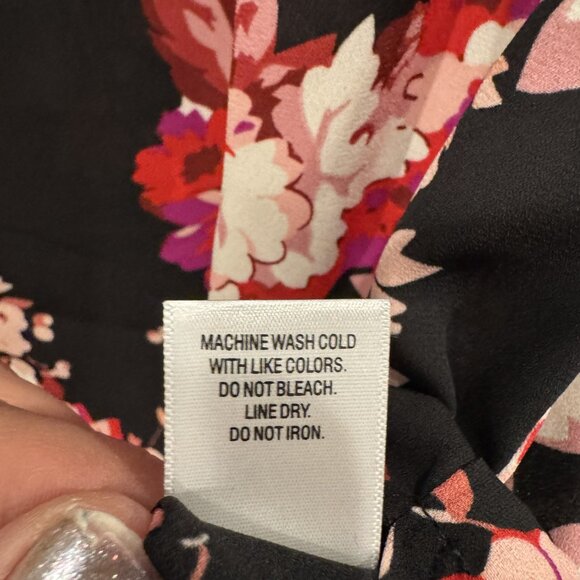 MACHINE WASH COLD
WITH LIKE COLORS.
DO NOT BLEACH.
LINE DRY.
DO NOT IRON.